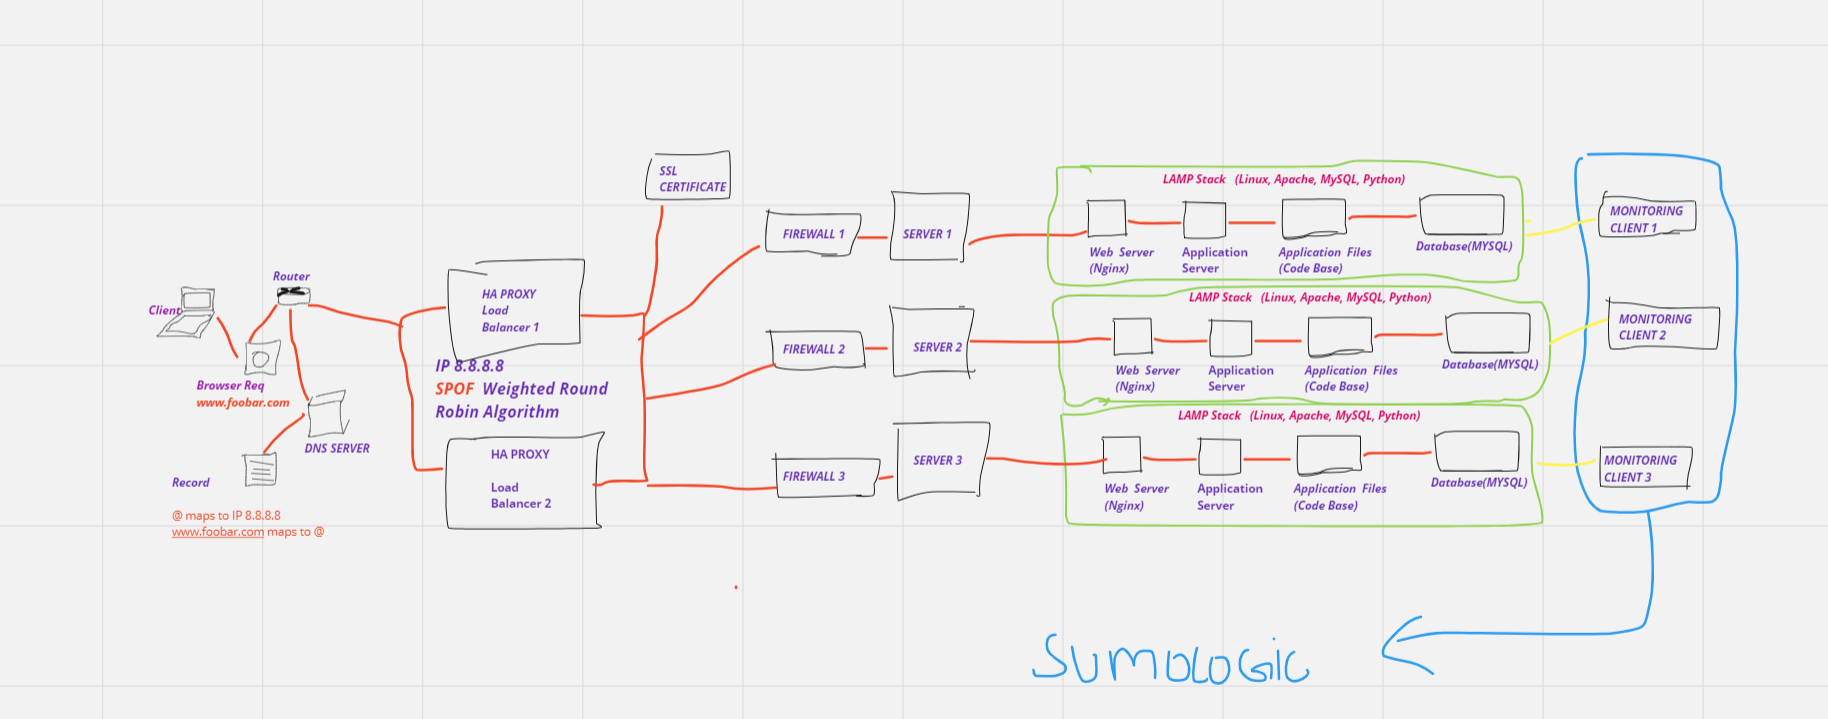 Client
Router
Browser Req
www.foobar.com
DNS SERVER
Record
@ maps to IP 8.8.8.8
www.foobar.com maps to @
HA PROXY
Load
Balancer 1
IP 8.8.8.8
SPOF Weighted Round
Robin Algorithm
HA PROXY
Load
Balancer 2
SSL
CERTIFICATE
FIREWALL 1
SERVER 1
FIREWALL 2
SERVER 2
FIREWALL 3
SERVER 3
LAMP Stack (Linux, Apache, MySQL, Python)
Web Server
(Nginx)
Application
Server
Application Files
(Code Base)
Database(MYSQL)
LAMP Stack (Linux, Apache, MySQL, Python)
Web Server
(Nginx)
Application
Server
Application Files
(Code Base)
Database(MYSQL)
LAMP Stack (Linux, Apache, MySQL, Python)
Web Server
(Nginx)
Application
Server
Application Files
(Code Base)
Database(MYSQL)
MONITORING
CLIENT 1
MONITORING
CLIENT 2
MONITORING
CLIENT 3
SUMOLOGIC